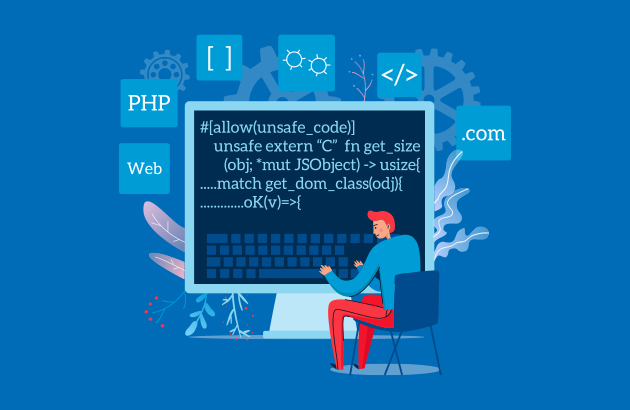 [ ]
</>
PHP
.com
Web
#[allow(unsafe_code)]
unsafe extern “C” fn get_size
(obj; *mut JSObject) -> usize{
.....match get_dom_class(odj){
.............oK(v)=>{